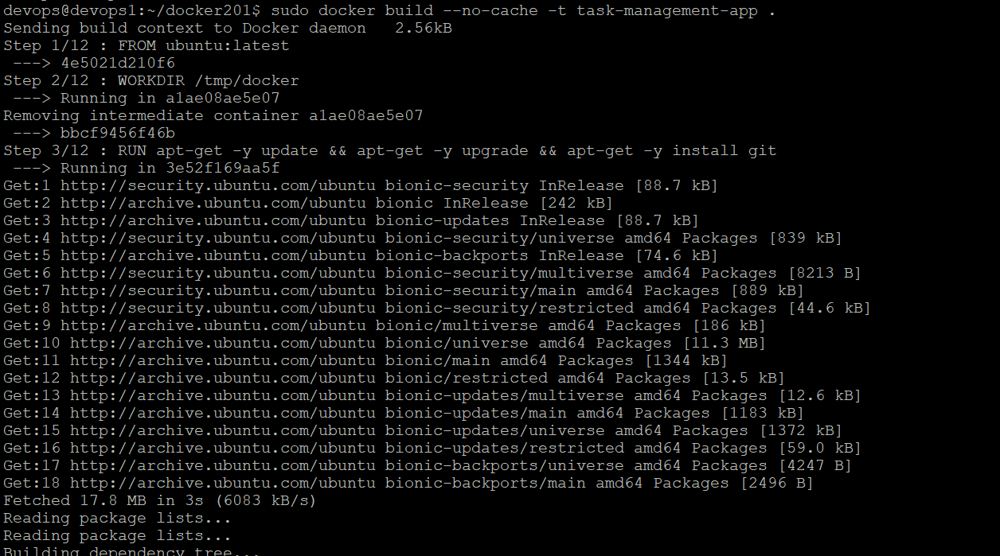 devops@devops1:~/docker201$ sudo docker build --no-cache -t task-management-app .
Sending build context to Docker daemon   2.56kB
Step 1/12 : FROM ubuntu:latest
 ---> 4e5021d210f6
Step 2/12 : WORKDIR /tmp/docker
 ---> Running in a1ae08ae5e07
Removing intermediate container a1ae08ae5e07
 ---> bbcf9456f46b
Step 3/12 : RUN apt-get -y update && apt-get -y upgrade && apt-get -y install git
 ---> Running in 3e52f169aa5f
Get:1 http://security.ubuntu.com/ubuntu bionic-security InRelease [88.7 kB]
Get:2 http://archive.ubuntu.com/ubuntu bionic InRelease [242 kB]
Get:3 http://archive.ubuntu.com/ubuntu bionic-updates InRelease [88.7 kB]
Get:4 http://security.ubuntu.com/ubuntu bionic-security/universe amd64 Packages [839 kB]
Get:5 http://archive.ubuntu.com/ubuntu bionic-backports InRelease [74.6 kB]
Get:6 http://security.ubuntu.com/ubuntu bionic-security/multiverse amd64 Packages [8213 B]
Get:7 http://security.ubuntu.com/ubuntu bionic-security/main amd64 Packages [889 kB]
Get:8 http://security.ubuntu.com/ubuntu bionic-security/restricted amd64 Packages [44.6 kB]
Get:9 http://archive.ubuntu.com/ubuntu bionic/multiverse amd64 Packages [186 kB]
Get:10 http://archive.ubuntu.com/ubuntu bionic/universe amd64 Packages [11.3 MB]
Get:11 http://archive.ubuntu.com/ubuntu bionic/main amd64 Packages [1344 kB]
Get:12 http://archive.ubuntu.com/ubuntu bionic/restricted amd64 Packages [13.5 kB]
Get:13 http://archive.ubuntu.com/ubuntu bionic-updates/multiverse amd64 Packages [12.6 kB]
Get:14 http://archive.ubuntu.com/ubuntu bionic-updates/main amd64 Packages [1183 kB]
Get:15 http://archive.ubuntu.com/ubuntu bionic-updates/universe amd64 Packages [1372 kB]
Get:16 http://archive.ubuntu.com/ubuntu bionic-updates/restricted amd64 Packages [59.0 kB]
Get:17 http://archive.ubuntu.com/ubuntu bionic-backports/universe amd64 Packages [4247 B]
Get:18 http://archive.ubuntu.com/ubuntu bionic-backports/main amd64 Packages [2496 B]
Fetched 17.8 MB in 3s (6083 kB/s)
Reading package lists...
Reading package lists...
Building dependency tree...